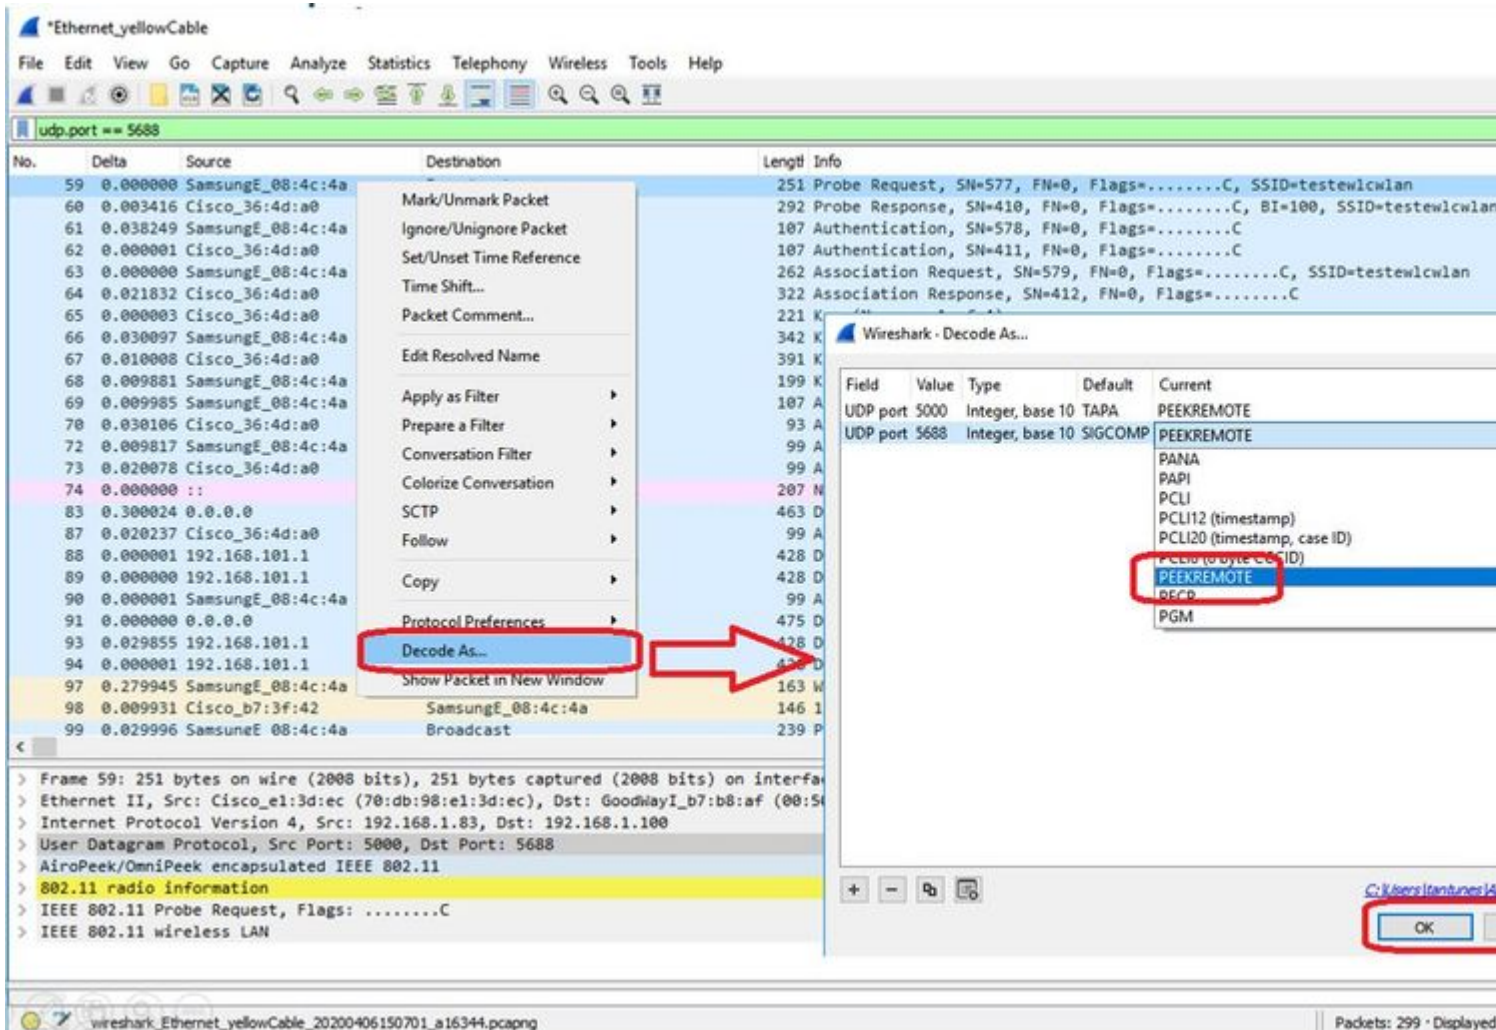 *Ethernet_yellowCable
File Edit View Go Capture Analyze Statistics Telephony Wireless Tools Help
udp.port == 5688
No. Delta Source Destination Lengtl Info
59 0.000000 SamsungE_08:4c:4a 251 Probe Request, SN=577, FN=0, Flags=........C, SSID=testewlcwlan
60 0.003416 Cisco_36:4d:a0 292 Probe Response, SN=410, FN=0, Flags=........C, BI=100, SSID=testewlcwlan
61 0.038249 SamsungE_08:4c:4a 107 Authentication, SN=578, FN=0, Flags=........C
62 0.000001 Cisco_36:4d:a0 107 Authentication, SN=411, FN=0, Flags=........C
63 0.000000 SamsungE_08:4c:4a 262 Association Request, SN=579, FN=0, Flags=........C, SSID=testewlcwlan
64 0.021832 Cisco_36:4d:a0 322 Association Response, SN=412, FN=0, Flags=........C
65 0.000003 Cisco_36:4d:a0 221 K
66 0.030097 SamsungE_08:4c:4a 342 K
67 0.010008 Cisco_36:4d:a0 391 K
68 0.009881 SamsungE_08:4c:4a 199 K
69 0.009985 SamsungE_08:4c:4a 107 A
70 0.030106 Cisco_36:4d:a0 93 A
72 0.009817 SamsungE_08:4c:4a 99 A
73 0.020078 Cisco_36:4d:a0 99 A
74 0.000000 :: 207 N
83 0.300024 0.0.0.0 463 D
87 0.020237 Cisco_36:4d:a0 99 A
88 0.000001 192.168.101.1 428 D
89 0.000000 192.168.101.1 428 D
90 0.000001 SamsungE_08:4c:4a 99 A
91 0.000000 0.0.0.0 475 D
93 0.029855 192.168.101.1 428 D
94 0.000001 192.168.101.1 428 D
97 0.279945 SamsungE_08:4c:4a 163 W
98 0.009931 Cisco_b7:3f:42 SamsungE_08:4c:4a 146 1
99 0.029996 SamsungE_08:4c:4a Broadcast 239 P
Mark/Unmark Packet
Ignore/Unignore Packet
Set/Unset Time Reference
Time Shift...
Packet Comment...
Edit Resolved Name
Apply as Filter
Prepare a Filter
Conversation Filter
Colorize Conversation
SCTP
Follow
Copy
Protocol Preferences
Decode As...
Show Packet in New Window
Wireshark - Decode As...
Field Value Type Default Current
UDP port 5000 Integer, base 10 TAPA PEEKREMOTE
UDP port 5688 Integer, base 10 SIGCOMP PEEKREMOTE
PANA
PAPI
PCLI
PCLI12 (timestamp)
PCLI20 (timestamp, case ID)
PCLI8 (8 byte CCCID)
PEEKREMOTE
PFCP
PGM
OK
Frame 59: 251 bytes on wire (2008 bits), 251 bytes captured (2008 bits) on interfa
Ethernet II, Src: Cisco_e1:3d:ec (70:db:98:e1:3d:ec), Dst: GoodWayI_b7:b8:af (00:50
Internet Protocol Version 4, Src: 192.168.1.83, Dst: 192.168.1.100
User Datagram Protocol, Src Port: 5000, Dst Port: 5688
AiroPeek/OmniPeek encapsulated IEEE 802.11
802.11 radio information
IEEE 802.11 Probe Request, Flags: ........C
IEEE 802.11 wireless LAN
C:\Users\tantunes\A
wireshark_Ethernet_yellowCable_20200406150701_a16344.pcapng
Packets: 299 · Displayed